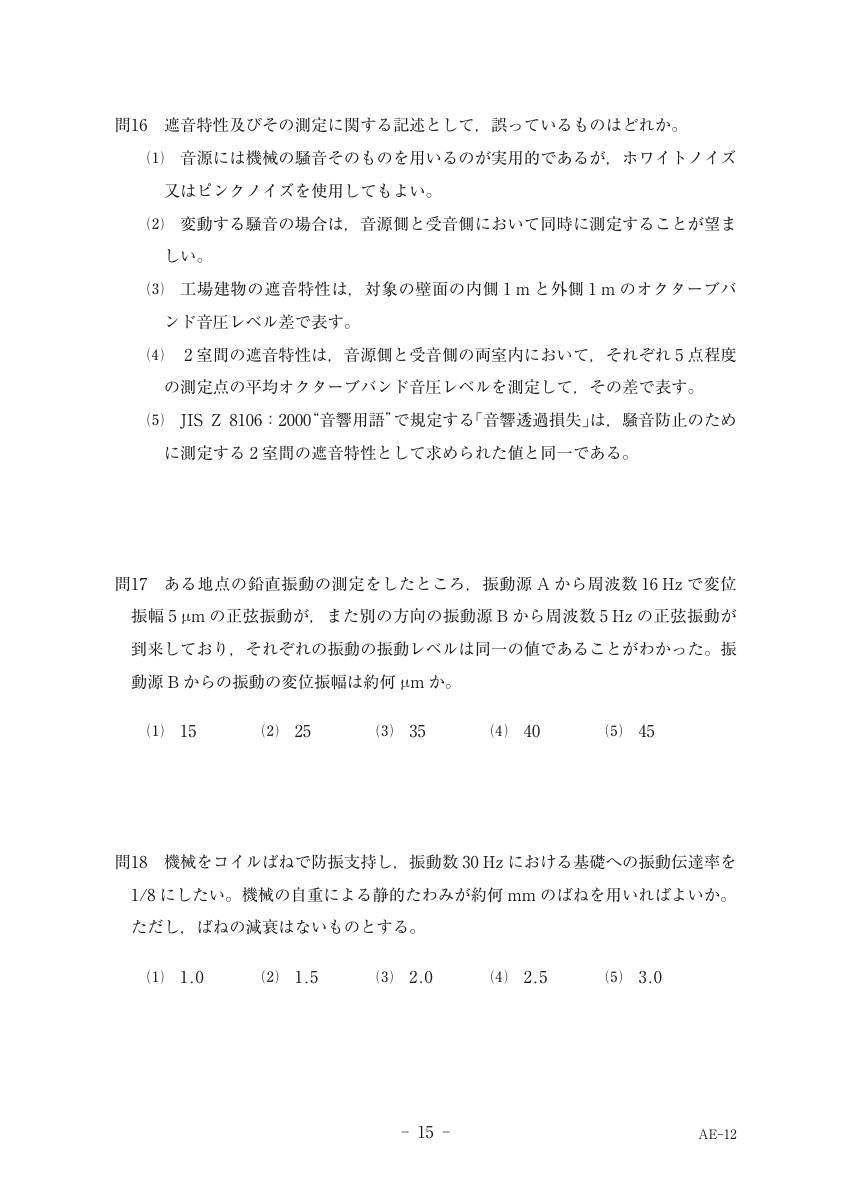 問16 遮音特性及びその測定に関する記述として，誤っているものはどれか。
⑴ 音源には機械の騒音そのものを用いるのが実用的であるが，ホワイトノイズ
又はピンクノイズを使用してもよい。
⑵ 変動する騒音の場合は，音源側と受音側において同時に測定することが望ま
しい。
⑶ 工場建物の遮音特性は，対象の壁面の内側 1 m と外側 1 m のオクターブバ
ンド音圧レベル差で表す。
⑷ 2 室間の遮音特性は，音源側と受音側の両室内において，それぞれ 5 点程度
の測定点の平均オクターブバンド音圧レベルを測定して，その差で表す。
⑸ JIS Z 8106：2000“音響用語”で規定する「音響透過損失」は，騒音防止のため
に測定する 2 室間の遮音特性として求められた値と同一である。
問17 ある地点の鉛直振動の測定をしたところ，振動源 A から周波数 16 Hz で変位
振幅 5 μm の正弦振動が，また別の方向の振動源 B から周波数 5 Hz の正弦振動が
到来しており，それぞれの振動の振動レベルは同一の値であることがわかった。振
動源 B からの振動の変位振幅は約何 μm か。
⑴ 15 ⑵ 25 ⑶ 35 ⑷ 40 ⑸ 45
問18 機械をコイルばねで防振支持し，振動数 30 Hz における基礎への振動伝達率を
1/8 にしたい。機械の自重による静的たわみが約何 mm のばねを用いればよいか。
ただし，ばねの減衰はないものとする。
⑴ 1.0 ⑵ 1.5 ⑶ 2.0 ⑷ 2.5 ⑸ 3.0
− 15 −
AE−12